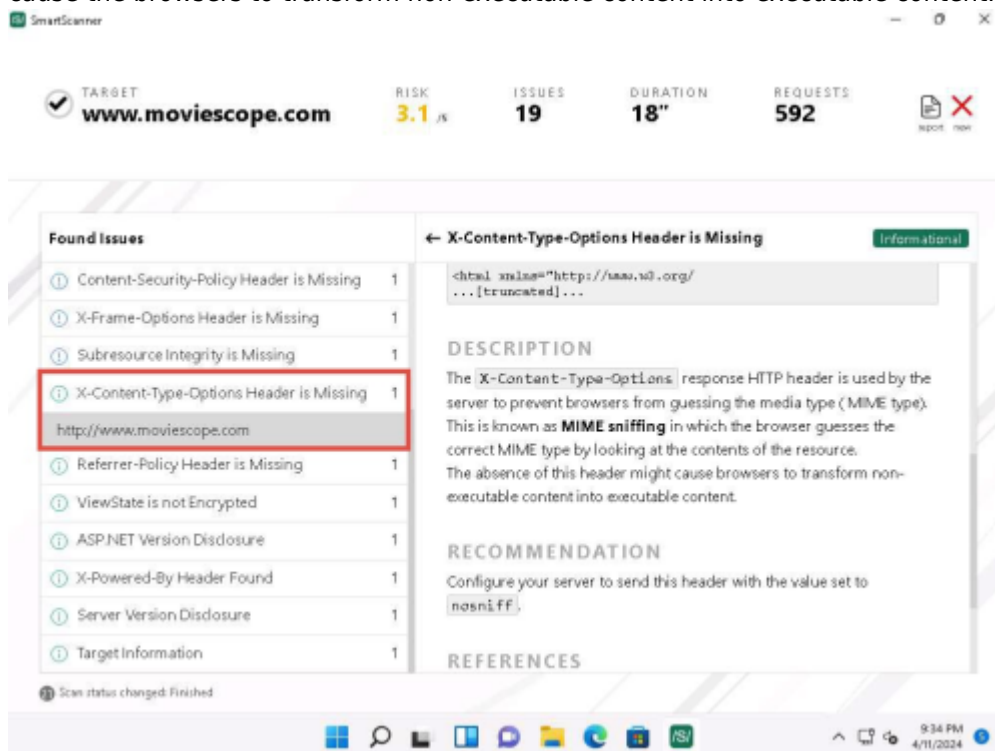 cause the browsers to transform non-executable content into executable content.
SmartScanner
TARGET
www.moviescope.com
RISK
3.1 /5
ISSUES
19
DURATION
18"
REQUESTS
592
report new
Found Issues
Content-Security-Policy Header is Missing 1
X-Frame-Options Header is Missing 1
Subresource Integrity is Missing 1
X-Content-Type-Options Header is Missing 1
http://www.moviescope.com
Referrer-Policy Header is Missing 1
ViewState is not Encrypted 1
ASP.NET Version Disclosure 1
X-Powered-By Header Found 1
Server Version Disclosure 1
Target Information 1
← X-Content-Type-Options Header is Missing
Informational
<html xmlns="http://www.w3.org/
...[truncated]...
DESCRIPTION
The X-Content-Type-Options response HTTP header is used by the
server to prevent browsers from guessing the media type ( MIME type).
This is known as MIME sniffing in which the browser guesses the
correct MIME type by looking at the contents of the resource.
The absence of this header might cause browsers to transform non-
executable content into executable content.
RECOMMENDATION
Configure your server to send this header with the value set to
nosniff.
REFERENCES
Scan status changed: Finished
9:34 PM
4/11/2024